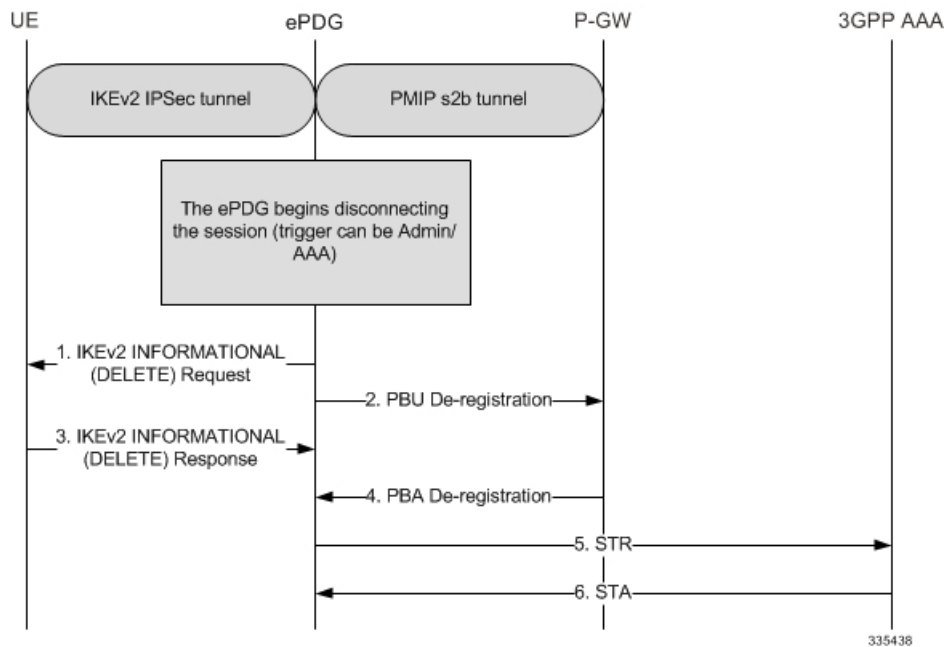 UE
ePDG
P-GW
3GPP AAA
IKEv2 IPSec tunnel
PMIP s2b tunnel
The ePDG begins disconnecting
the session (trigger can be Admin/
AAA)
1. IKEv2 INFORMATIONAL
(DELETE) Request
2. PBU De-registration
3. IKEv2 INFORMATIONAL
(DELETE) Response
4. PBA De-registration
5. STR
6. STA
335438